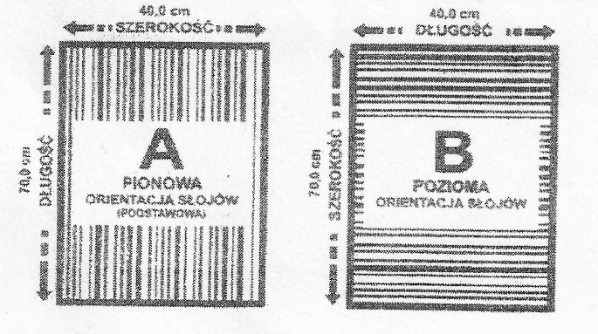 40,0 cm
SZEROKOŚĆ
70,0 cm
DŁUGOŚĆ
A
PIONOWA
ORIENTACJA SŁOJÓW
(PODSTAWOWA)
40,0 cm
DŁUGOŚĆ
70,0 cm
SZEROKOŚĆ
B
POZIOMA
ORIENTACJA SŁOJÓW